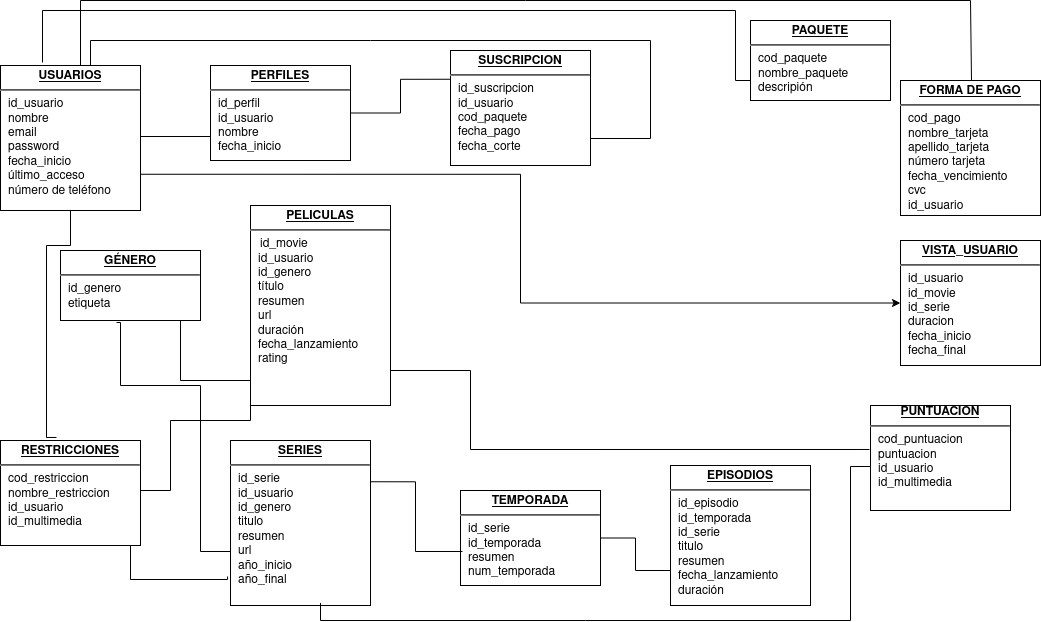 USUARIOS
id_usuario
nombre
email
password
fecha_inicio
último_acceso
número de teléfono
PERFILES
id_perfil
id_usuario
nombre
fecha_inicio
SUSCRIPCION
id_suscripcion
id_usuario
cod_paquete
fecha_pago
fecha_corte
PAQUETE
cod_paquete
nombre_paquete
descripión
FORMA DE PAGO
cod_pago
nombre_tarjeta
apellido_tarjeta
número tarjeta
fecha_vencimiento
cvc
id_usuario
GÉNERO
id_genero
etiqueta
PELICULAS
id_movie
id_usuario
id_genero
título
resumen
url
duración
fecha_lanzamiento
rating
VISTA_USUARIO
id_usuario
id_movie
id_serie
duracion
fecha_inicio
fecha_final
RESTRICCIONES
cod_restriccion
nombre_restriccion
id_usuario
id_multimedia
SERIES
id_serie
id_usuario
id_genero
titulo
resumen
url
año_inicio
año_final
TEMPORADA
id_serie
id_temporada
resumen
num_temporada
EPISODIOS
id_episodio
id_temporada
id_serie
titulo
resumen
fecha_lanzamiento
duración
PUNTUACION
cod_puntuacion
puntuacion
id_usuario
id_multimedia